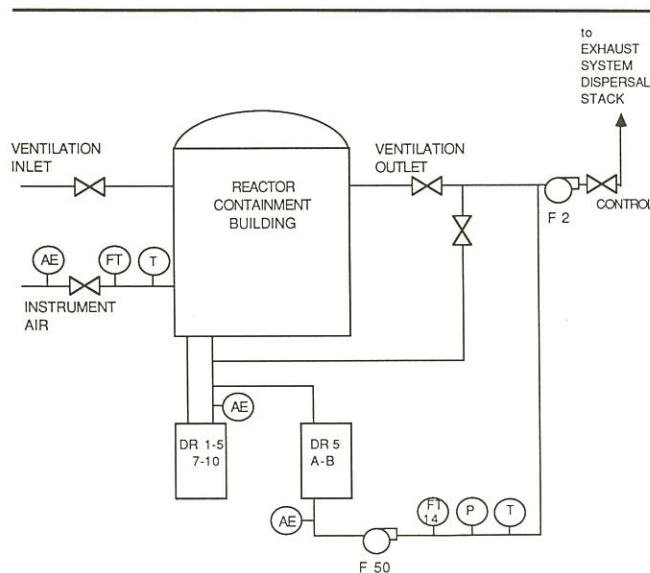 to
EXHAUST
SYSTEM
DISPERSAL
STACK
VENTILATION
INLET
VENTILATION
OUTLET
REACTOR
CONTAINMENT
BUILDING
F 2
CONTROL
AE
FT
T
INSTRUMENT
AIR
AE
DR 1-5
7-10
DR 5
A-B
AE
FT
14
P
T
F 50